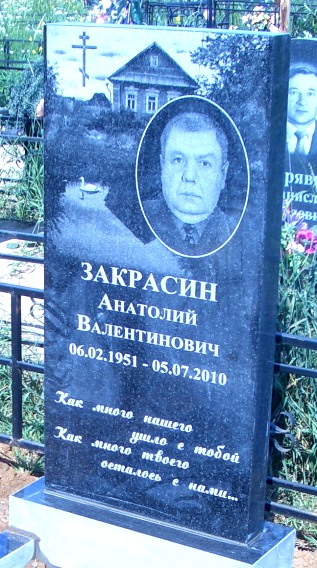 ЗАКРАСИН
АНАТОЛИЙ
ВАЛЕНТИНОВИЧ
06.02.1951 - 05.07.2010
Как много нашего
ушло с тобой
Как много твоего
осталось с нами...